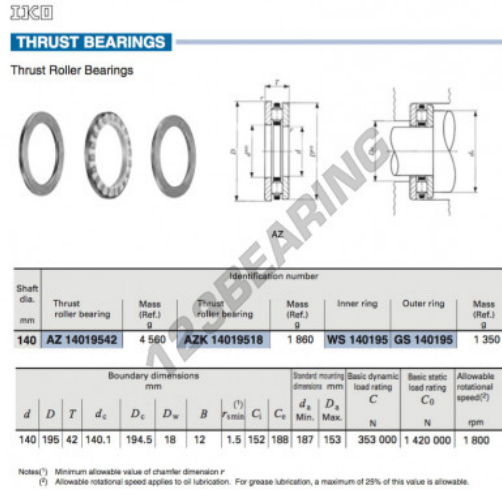 IKO
THRUST BEARINGS
Thrust Roller Bearings
T
r
D
d
AZ
123BEARING
Identification number
Shaft dia. mm
Thrust roller bearing
Mass (Ref.) g
Thrust roller bearing
Mass (Ref.) g
Inner ring
Outer ring
Mass (Ref.) g
140 AZ 14019542 4 560 AZK 14019518 1 860 WS 140195 GS 140195 1 350
Boundary dimensions mm
Standard mounting dimensions mm
Basic dynamic load rating C N
Basic static load rating C0 N
Allowable rotational speed(2) rpm
d D T dc Dc Dw B rs min(1) Ci Ce da Min. Da Max.
140 195 42 140.1 194.5 18 12 1.5 152 188 187 153 353 000 1 420 000 1 800
Notes(1) Minimum allowable value of chamfer dimension r
(2) Allowable rotational speed applies to oil lubrication. For grease lubrication, a maximum of 25% of this value is allowable.